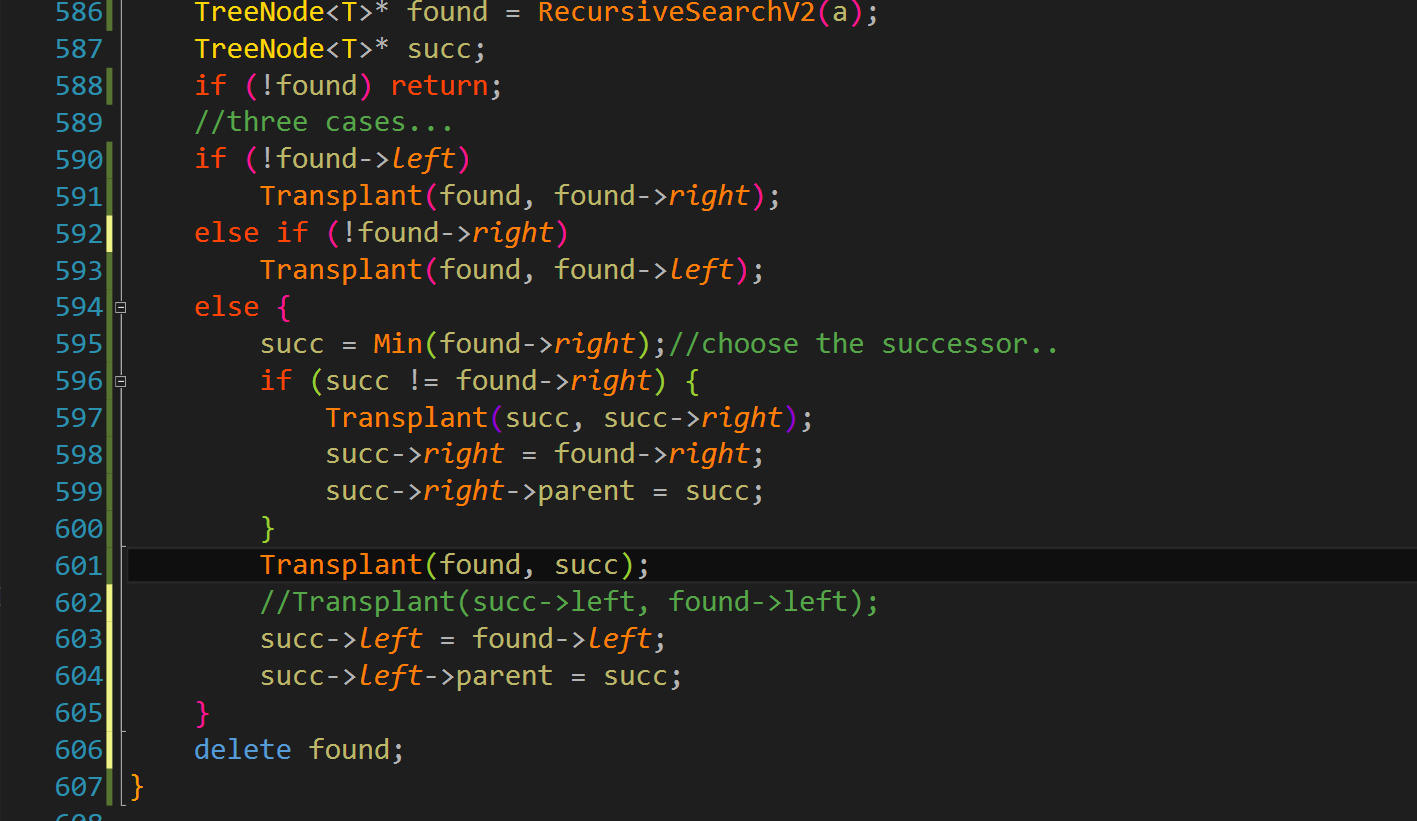 586 TreeNode<T>* found = RecursiveSearchV2(a);
587 TreeNode<T>* succ;
588 if (!found) return;
589 //three cases...
590 if (!found->left)
591 Transplant(found, found->right);
592 else if (!found->right)
593 Transplant(found, found->left);
594 else {
595 succ = Min(found->right);//choose the successor..
596 if (succ != found->right) {
597 Transplant(succ, succ->right);
598 succ->right = found->right;
599 succ->right->parent = succ;
600 }
601 Transplant(found, succ);
602 //Transplant(succ->left, found->left);
603 succ->left = found->left;
604 succ->left->parent = succ;
605 }
606 delete found;
607 }
608